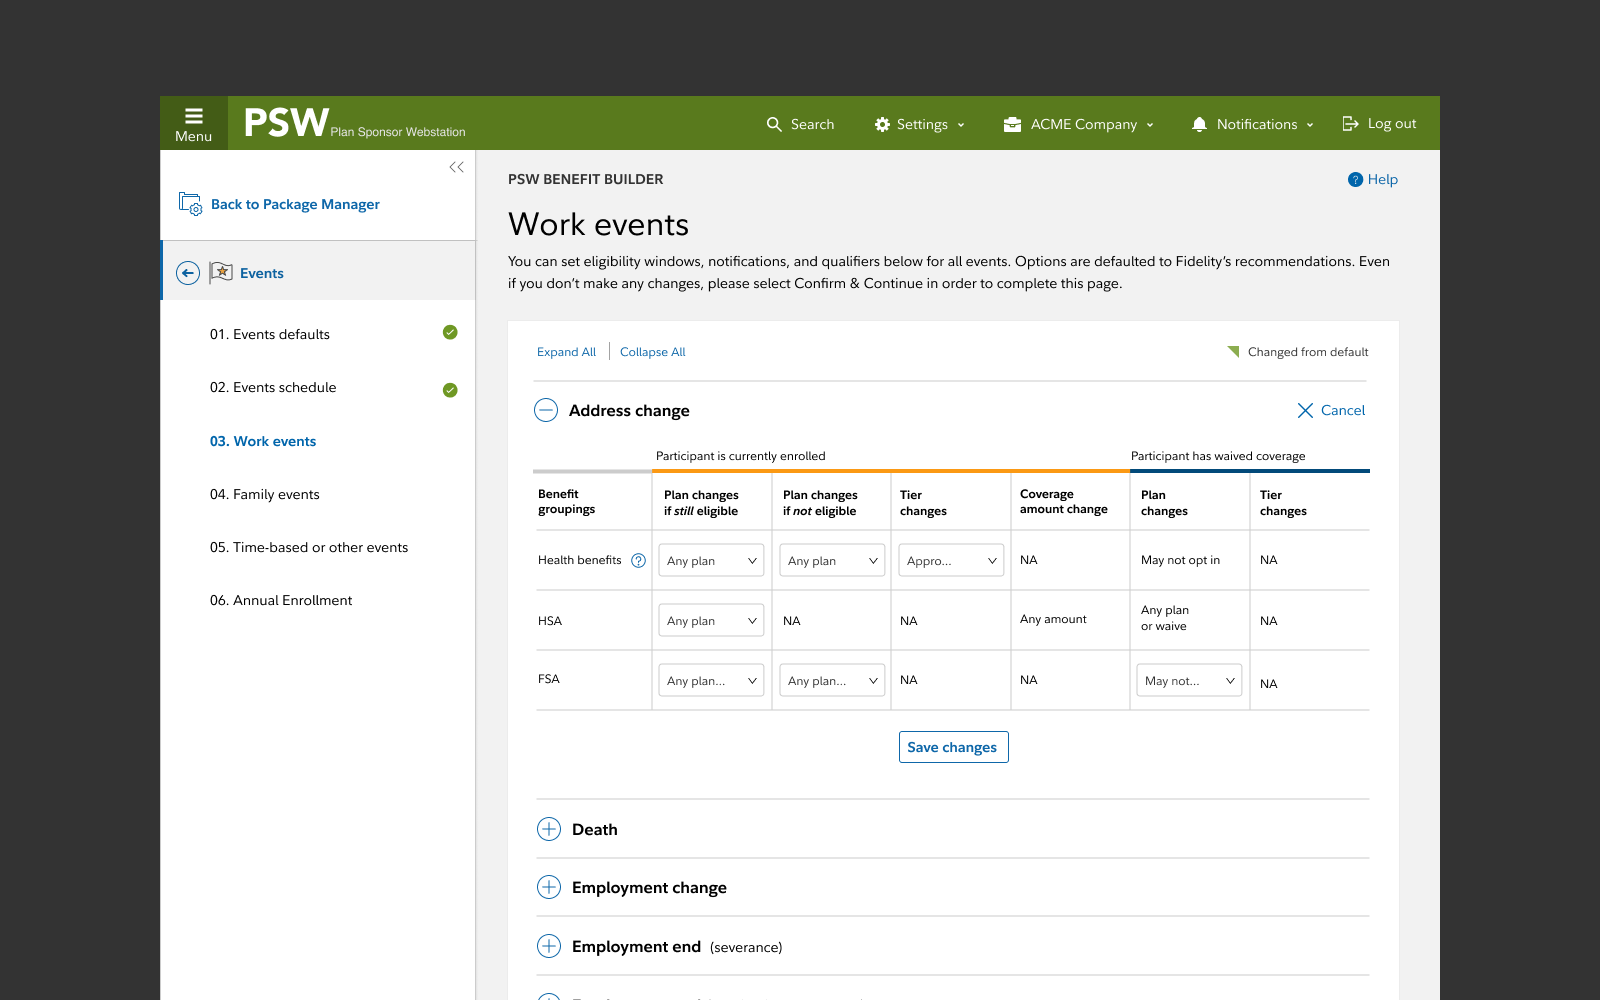 Menu
PSW Plan Sponsor Webstation
Search
Settings
ACME Company
Notifications
Log out
Back to Package Manager
Events
01. Events defaults
02. Events schedule
03. Work events
04. Family events
05. Time-based or other events
06. Annual Enrollment
PSW BENEFIT BUILDER
? Help
Work events
You can set eligibility windows, notifications, and qualifiers below for all events. Options are defaulted to Fidelity’s recommendations. Even
if you don’t make any changes, please select Confirm & Continue in order to complete this page.
Expand All
Collapse All
Changed from default
Address change
Cancel
Participant is currently enrolled
Participant has waived coverage
Benefit
groupings
Plan changes
if still eligible
Plan changes
if not eligible
Tier
changes
Coverage
amount change
Plan
changes
Tier
changes
Health benefits ?
Any plan
Any plan
Appro...
NA
May not opt in
NA
HSA
Any plan
NA
NA
Any amount
Any plan
or waive
NA
FSA
Any plan...
Any plan...
NA
NA
May not...
NA
Save changes
Death
Employment change
Employment end (severance)